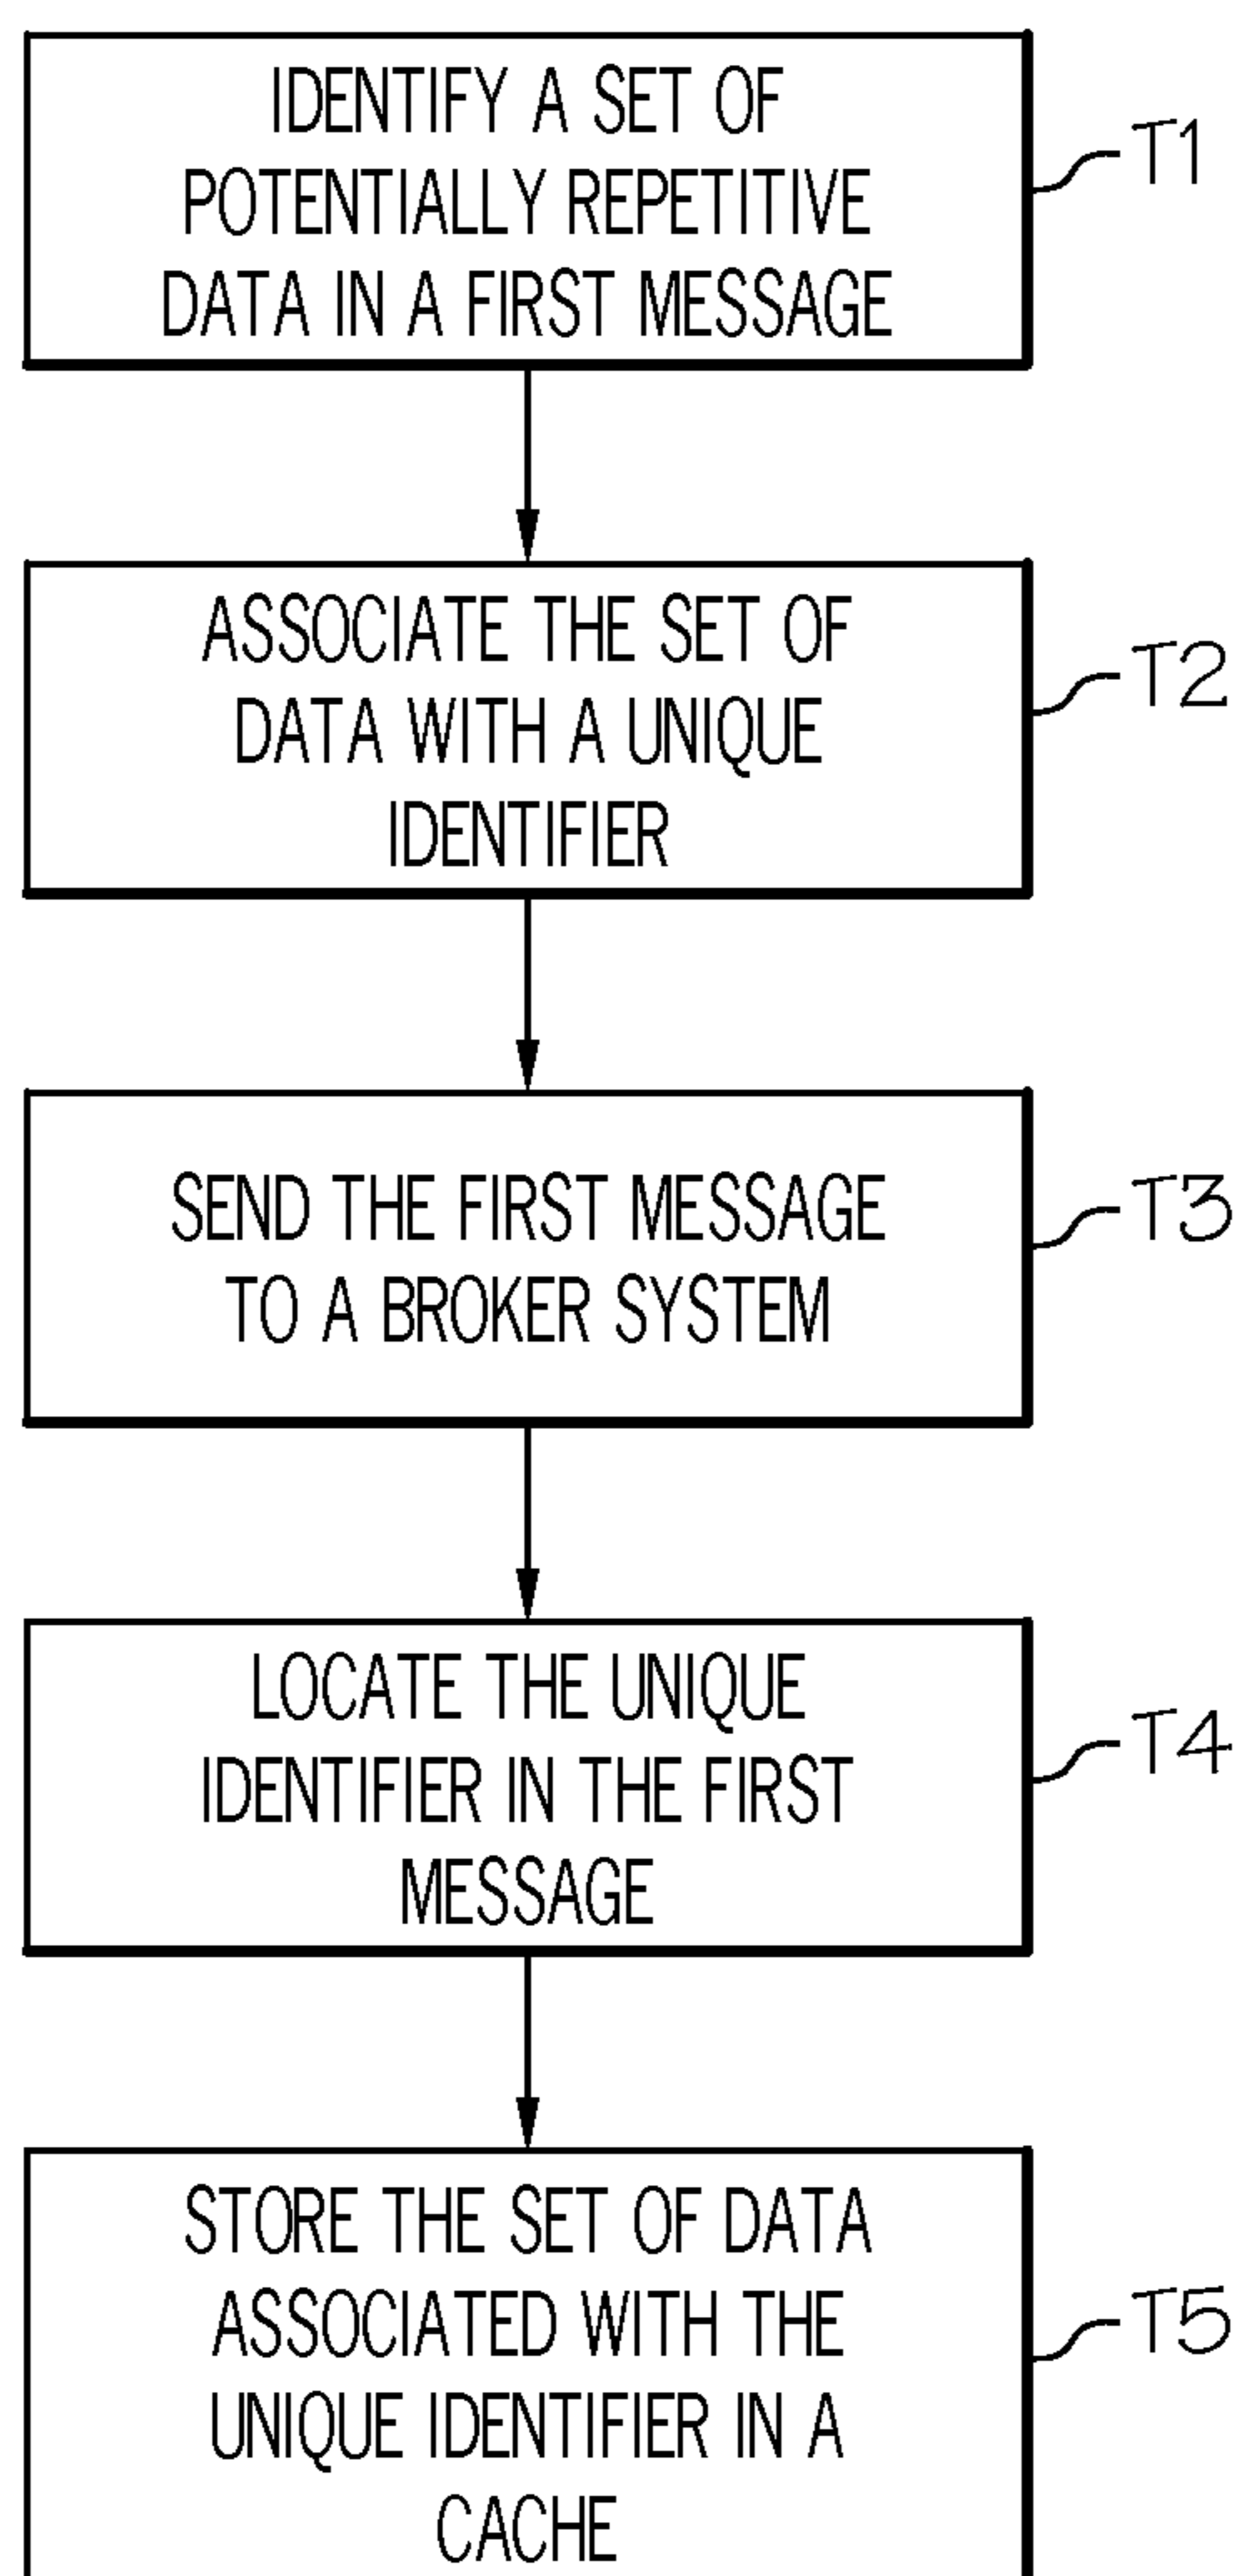 IDENTIFY A SET OF
POTENTIALLY REPETITIVE
DATA IN A FIRST MESSAGE
T1
ASSOCIATE THE SET OF
DATA WITH A UNIQUE
IDENTIFIER
T2
SEND THE FIRST MESSAGE
TO A BROKER SYSTEM
T3
LOCATE THE UNIQUE
IDENTIFIER IN THE FIRST
MESSAGE
T4
STORE THE SET OF DATA
ASSOCIATED WITH THE
UNIQUE IDENTIFIER IN A
CACHE
T5